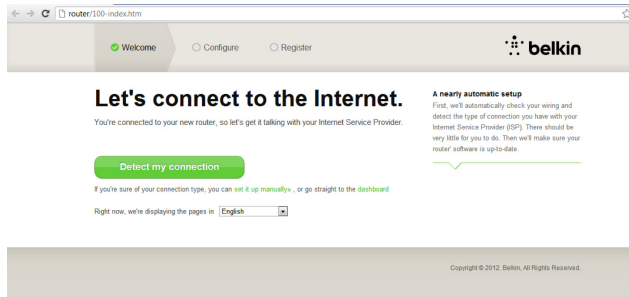 router/100-index.htm
Welcome
Configure
Register
belkin
Let's connect to the Internet.
You're connected to your new router, so let's get it talking with your Internet Service Provider.
Detect my connection
If you're sure of your connection type, you can set it up manually» , or go straight to the dashboard
Right now, we're displaying the pages in English
A nearly automatic setup
First, we'll automatically check your wiring and
detect the type of connection you have with your
Internet Service Provider (ISP). There should be
very little for you to do. Then we'll make sure your
router' software is up-to-date.
Copyright © 2012. Belkin, All Rights Reserved.